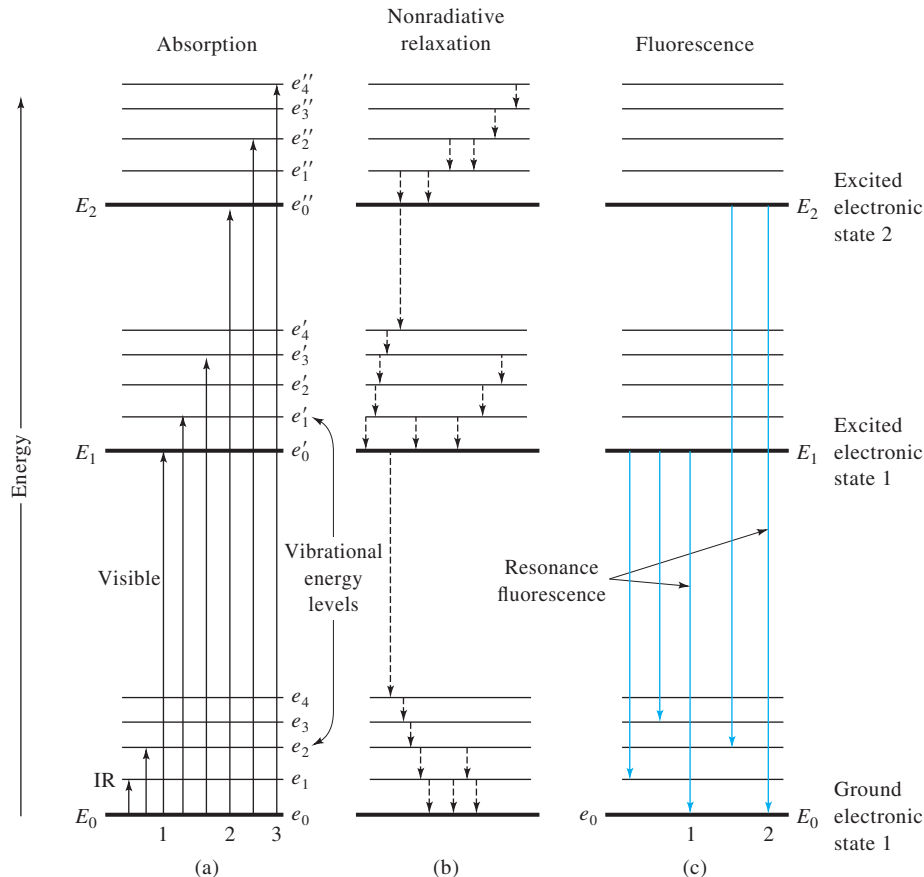 Absorption
Nonradiative
relaxation
Fluorescence
Energy
e₄″
e₃″
e₂″
e₁″
E₂
e₀″
E₂
Excited
electronic
state 2
e₄′
e₃′
e₂′
e₁′
E₁
e₀′
E₁
Excited
electronic
state 1
Visible
Vibrational
energy
levels
Resonance
fluorescence
e₄
e₃
e₂
IR
e₁
E₀
e₀
e₀
E₀
Ground
electronic
state 1
1
2
3
1
2
(a)
(b)
(c)